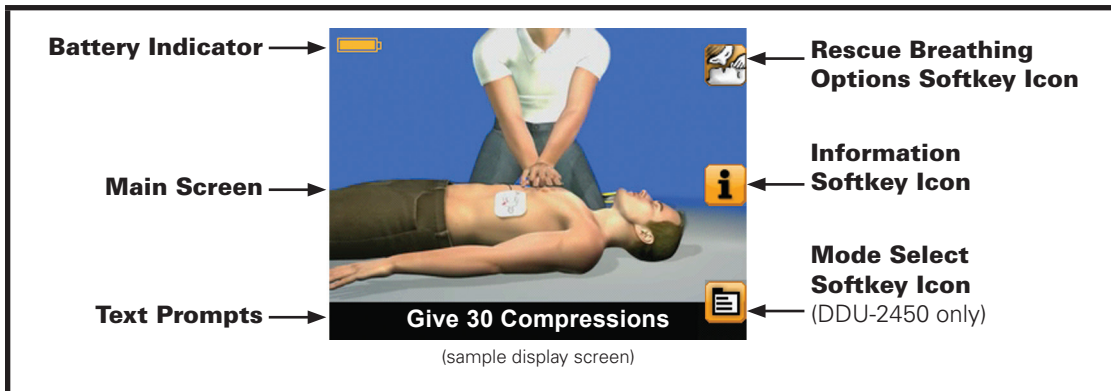 Battery Indicator
Main Screen
Text Prompts
Give 30 Compressions
(sample display screen)
Rescue Breathing
Options Softkey Icon
Information
Softkey Icon
Mode Select
Softkey Icon
(DDU-2450 only)